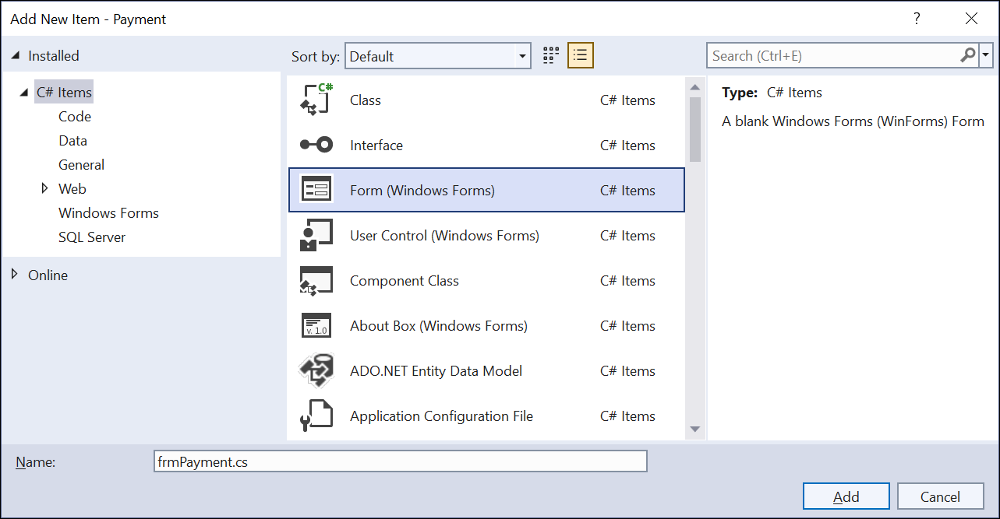 Add New Item - Payment
?
Installed
Sort by: Default
Search (Ctrl+E)
C# Items
Code
Data
General
Web
Windows Forms
SQL Server
Online
C#
Class C# Items
Interface C# Items
Form (Windows Forms) C# Items
User Control (Windows Forms) C# Items
Component Class C# Items
v. 1.0
About Box (Windows Forms) C# Items
ADO.NET Entity Data Model C# Items
Application Configuration File C# Items
Type: C# Items
A blank Windows Forms (WinForms) Form
Name: frmPayment.cs
Add Cancel